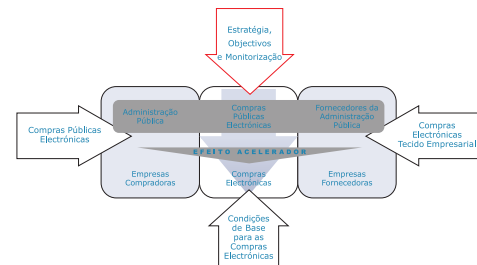 Estratégia,
Objectivos
e Monitorização
Administração
Pública
Compras
Públicas
Electrónicas
Fornecedores da
Administração
Pública
Compras Públicas
Electrónicas
Compras
Electrónicas
Tecido Empresarial
EFEITO ACELERADOR
Empresas
Compradoras
Compras
Electrónicas
Empresas
Fornecedoras
Condições
de Base
para as
Compras
Electrónicas